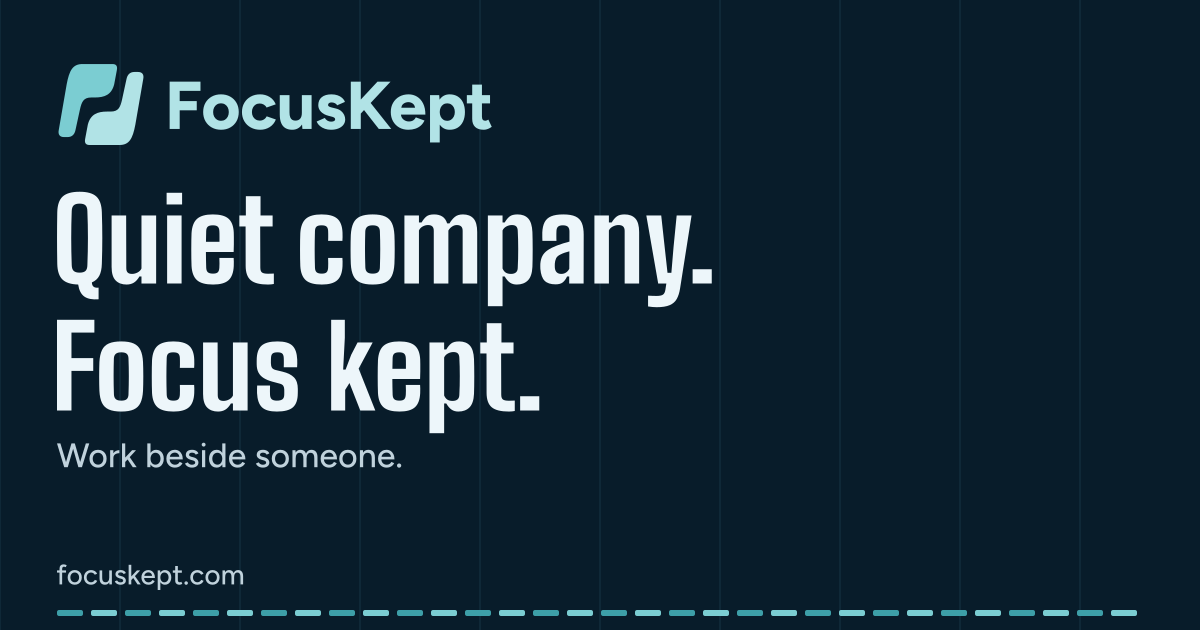 FocusKept
Quiet company.
Focus kept.
Work beside someone.
focuskept.com